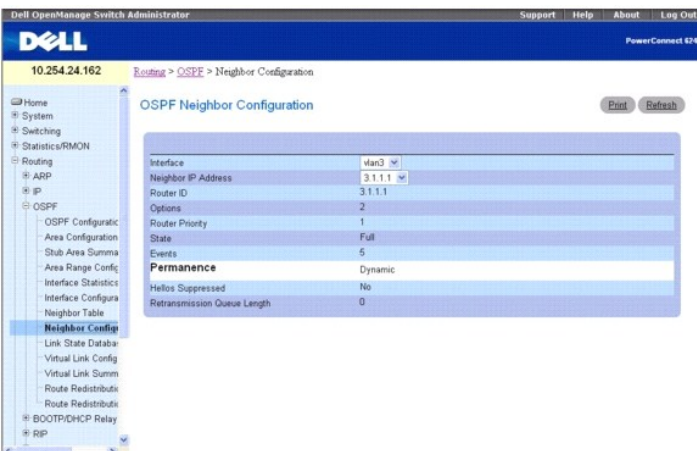 Dell OpenManage Switch Administrator
Support Help About Log Out
DELL
PowerConnect 624
10.254.24.162
Routing > OSPF > Neighbor Configuration
Home
System
Switching
Statistics/RMON
Routing
ARP
IP
OSPF
OSPF Configuratic
Area Configuration
Stub Area Summa
Area Range Config
Interface Statistics
Interface Configura
Neighbor Table
Neighbor Configu
Link State Databa
Virtual Link Config
Virtual Link Summ
Route Redistributic
Route Redistributic
BOOTP/DHCP Relay
RIP
OSPF Neighbor Configuration
Print Refresh
Interface vlan3
Neighbor IP Address 3.1.1.1
Router ID 3.1.1.1
Options 2
Router Priority 1
State Full
Events 5
Permanence Dynamic
Hellos Suppressed No
Retransmission Queue Length 0